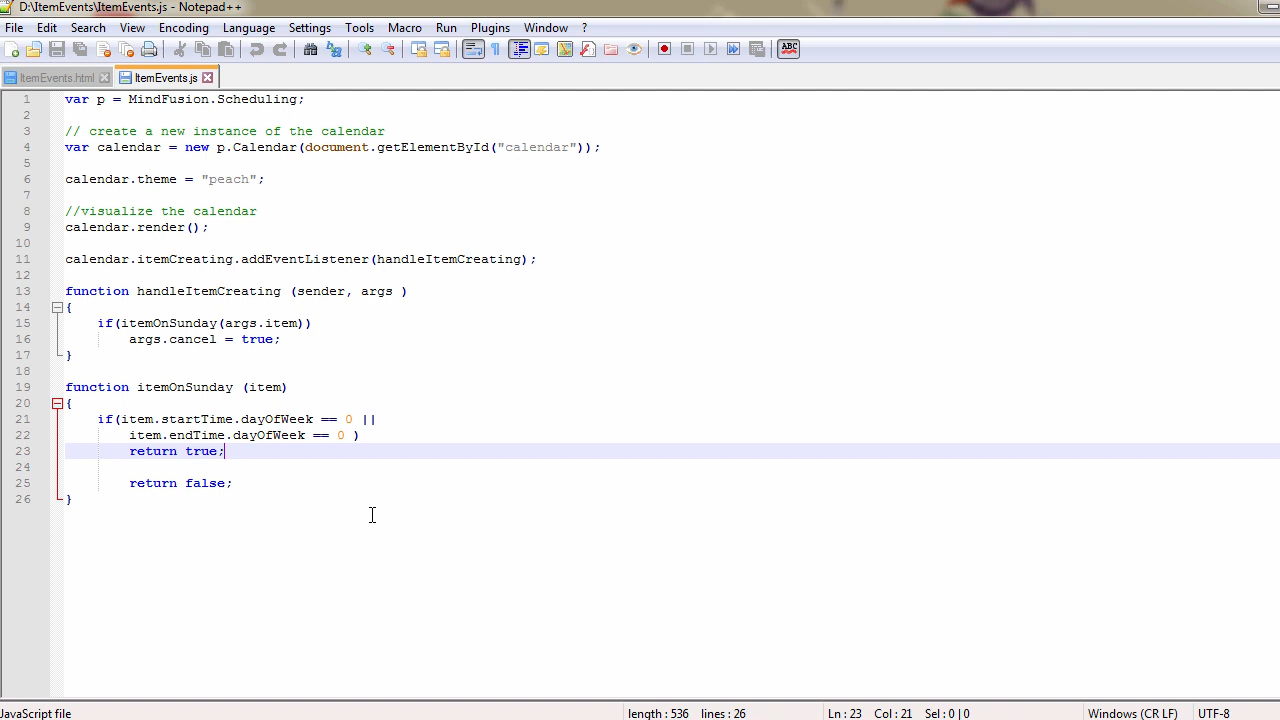 D:\ItemEvents\ItemEvents.js - Notepad++
File Edit Search View Encoding Language Settings Tools Macro Run Plugins Window ?
ABC
ItemEvents.html ItemEvents.js
1 var p = MindFusion.Scheduling;
2
3 // create a new instance of the calendar
4 var calendar = new p.Calendar(document.getElementById("calendar"));
5
6 calendar.theme = "peach";
7
8 //visualize the calendar
9 calendar.render();
10
11 calendar.itemCreating.addEventListener(handleItemCreating);
12
13 function handleItemCreating (sender, args )
14 {
15 if(itemOnSunday(args.item))
16 args.cancel = true;
17 }
18
19 function itemOnSunday (item)
20 {
21 if(item.startTime.dayOfWeek == 0 ||
22 item.endTime.dayOfWeek == 0 )
23 return true;
24
25 return false;
26 }
JavaScript file length : 536 lines : 26 Ln : 23 Col : 21 Sel : 0 | 0 Windows (CR LF) UTF-8